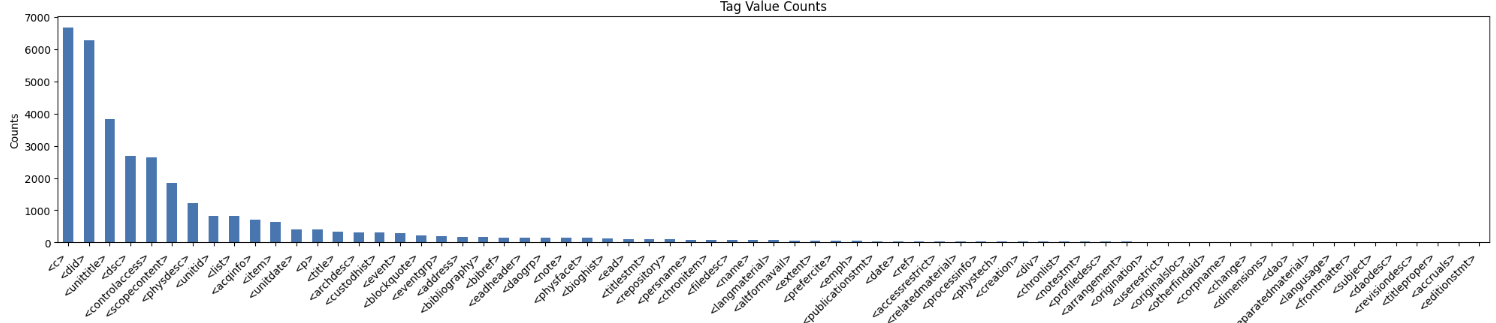 Tag Value Counts
7000
6000
5000
4000
3000
2000
1000
0
Counts
<c>
<did>
<unittitle>
<dsc>
<controlaccess>
<scopecontent>
<physdesc>
<unitid>
<list>
<acqinfo>
<item>
<unitdate>
<p>
<title>
<archdesc>
<custodhist>
<event>
<blockquote>
<eventgrp>
<address>
<bibliography>
<bibref>
<eadheader>
<daogrp>
<note>
<physfacet>
<bioghist>
<ead>
<titlestmt>
<repository>
<persname>
<chronitem>
<filedesc>
<name>
<langmaterial>
<altformavail>
<extent>
<prefercite>
<emph>
<publicationstmt>
<date>
<ref>
<accessrestrict>
<relatedmaterial>
<processinfo>
<phystech>
<creation>
<div>
<chronlist>
<notestmt>
<profiledesc>
<arrangement>
<origination>
<userestrict>
<originalsloc>
<otherfindaid>
<corpname>
<change>
<dimensions>
<dao>
eparatedmaterial>
<langusage>
<frontmatter>
<subject>
<daodesc>
<revisiondesc>
<titleproper>
<accruals>
<editionstmt>